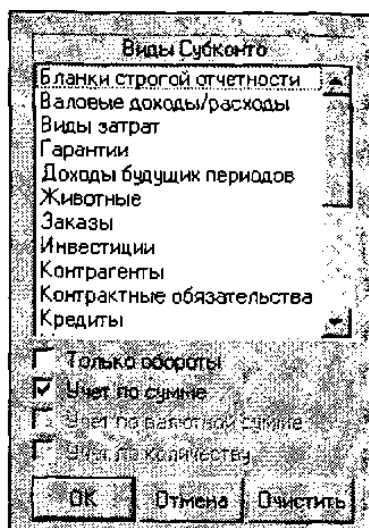 Виды Субконто
Бланки строгой отчетности
Валовые доходы/расходы
Виды затрат
Гарантии
Доходы будущих периодов
Животные
Заказы
Инвестиции
Контрагенты
Контрактные обязательства
Кредиты
Только обороты
Учет по сумме
Учет по валютной сумме
Учет по количеству
OK Отмена Очистить